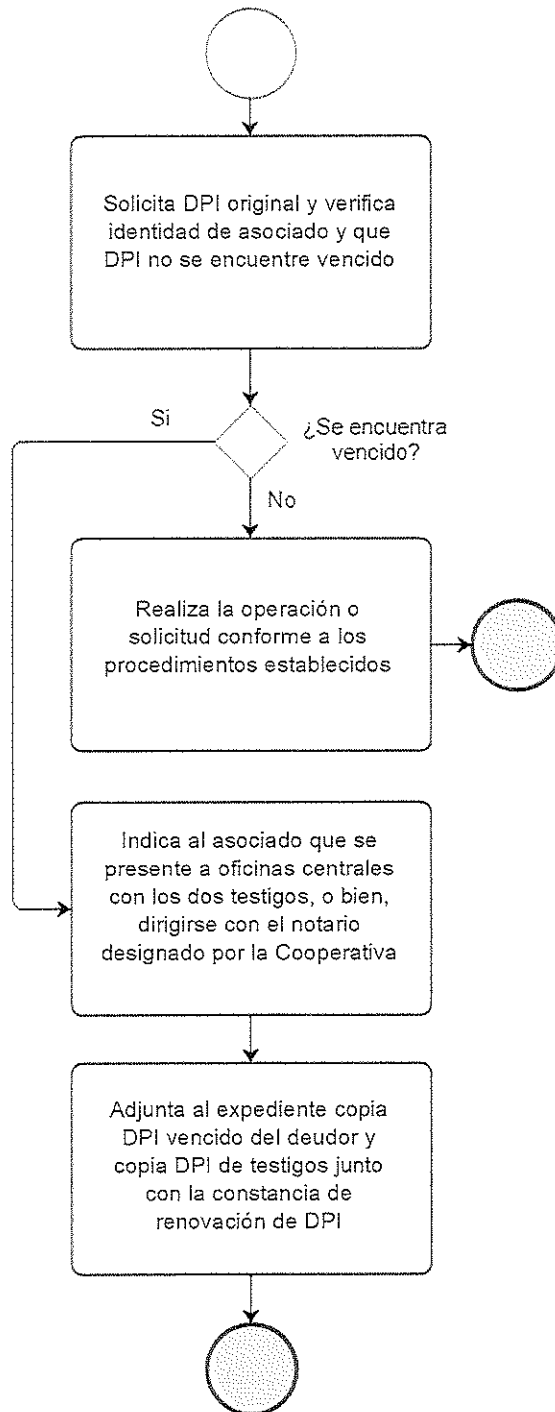 Solicita DPI original y verifica
identidad de asociado y que
DPI no se encuentre vencido
Si
¿Se encuentra
vencido?
No
Realiza la operación o
solicitud conforme a los
procedimientos establecidos
Indica al asociado que se
presente a oficinas centrales
con los dos testigos, o bien,
dirigirse con el notario
designado por la Cooperativa
Adjunta al expediente copia
DPI vencido del deudor y
copia DPI de testigos junto
con la constancia de
renovación de DPI